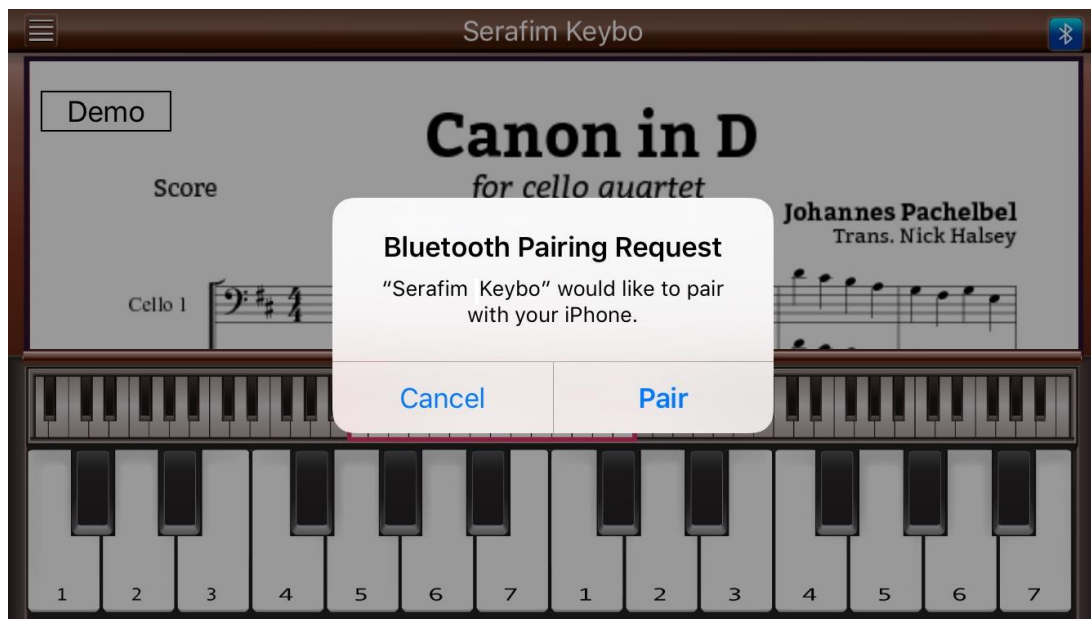 Serafim Keybo
Demo
Canon in D
for cello quartet
Score
Johannes Pachelbel
Trans. Nick Halsey
Cello 1
Bluetooth Pairing Request
“Serafim Keybo” would like to pair
with your iPhone.
Cancel
Pair
1 2 3 4 5 6 7 1 2 3 4 5 6 7